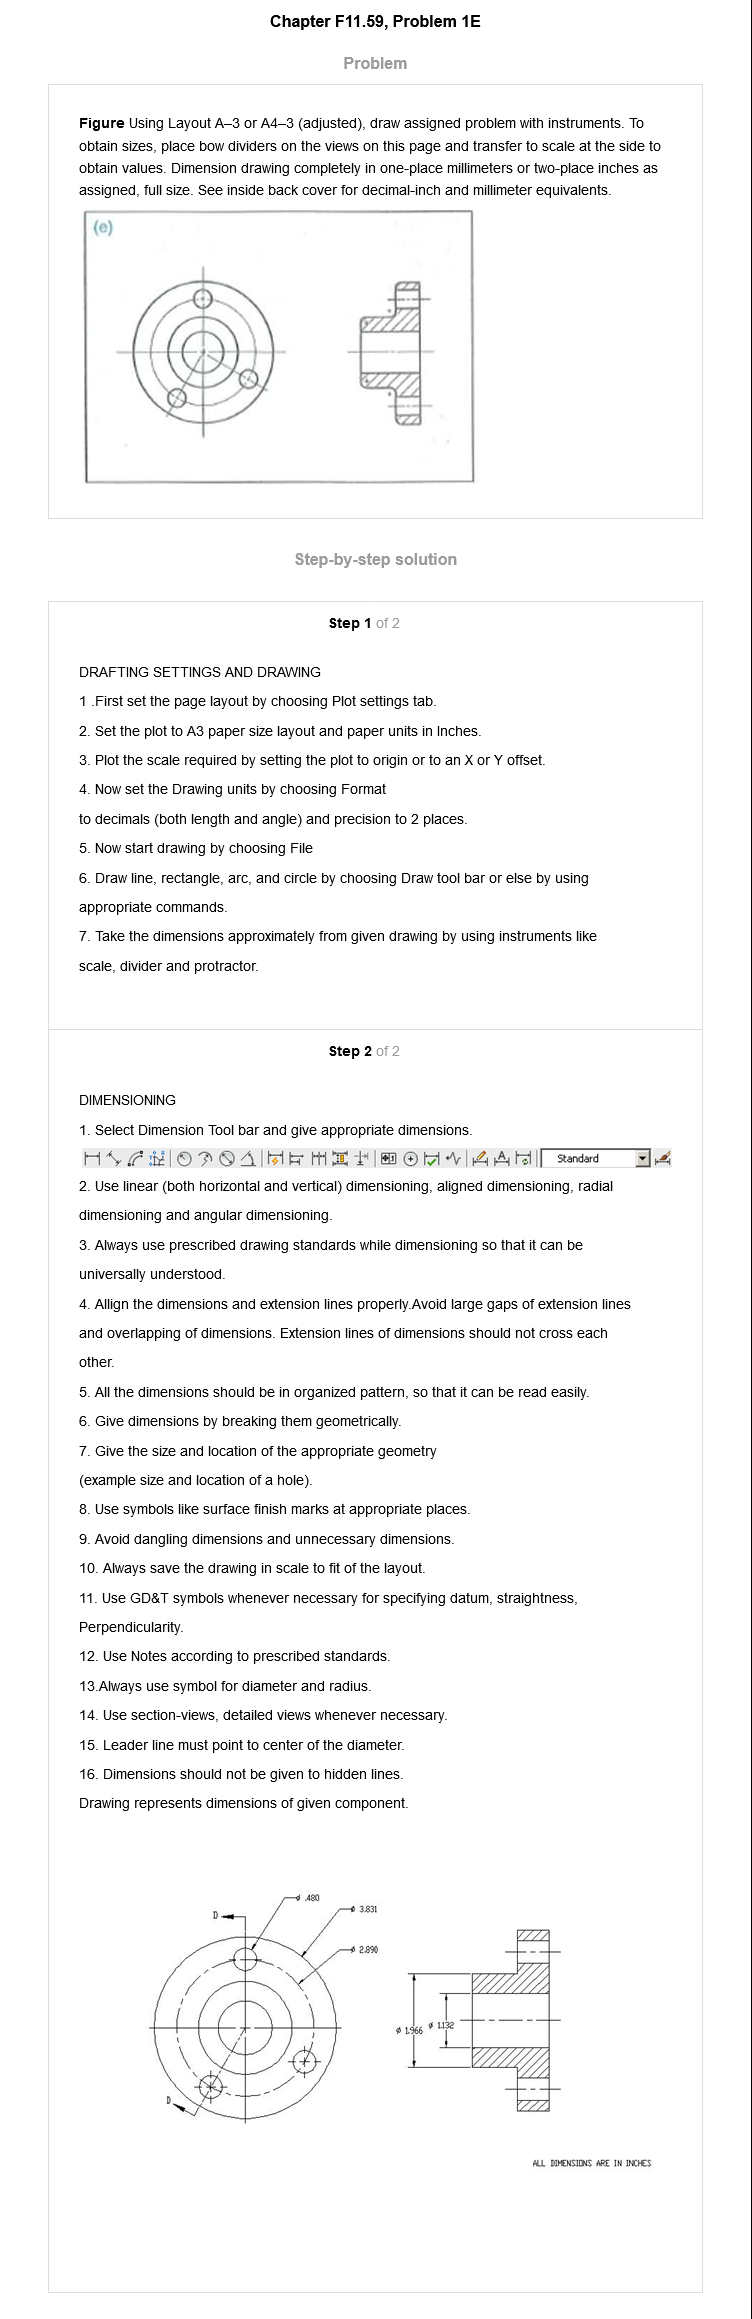 Chapter F11.59, Problem 1E
Problem
Figure Using Layout A–3 or A4–3 (adjusted), draw assigned problem with instruments. To
obtain sizes, place bow dividers on the views on this page and transfer to scale at the side to
obtain values. Dimension drawing completely in one-place millimeters or two-place inches as
assigned, full size. See inside back cover for decimal-inch and millimeter equivalents.
(e)
Step-by-step solution
Step 1 of 2
DRAFTING SETTINGS AND DRAWING
1 .First set the page layout by choosing Plot settings tab.
2. Set the plot to A3 paper size layout and paper units in Inches.
3. Plot the scale required by setting the plot to origin or to an X or Y offset.
4. Now set the Drawing units by choosing Format
to decimals (both length and angle) and precision to 2 places.
5. Now start drawing by choosing File
6. Draw line, rectangle, arc, and circle by choosing Draw tool bar or else by using
appropriate commands.
7. Take the dimensions approximately from given drawing by using instruments like
scale, divider and protractor.
Step 2 of 2
DIMENSIONING
1. Select Dimension Tool bar and give appropriate dimensions.
Standard
2. Use linear (both horizontal and vertical) dimensioning, aligned dimensioning, radial
dimensioning and angular dimensioning.
3. Always use prescribed drawing standards while dimensioning so that it can be
universally understood.
4. Allign the dimensions and extension lines properly.Avoid large gaps of extension lines
and overlapping of dimensions. Extension lines of dimensions should not cross each
other.
5. All the dimensions should be in organized pattern, so that it can be read easily.
6. Give dimensions by breaking them geometrically.
7. Give the size and location of the appropriate geometry
(example size and location of a hole).
8. Use symbols like surface finish marks at appropriate places.
9. Avoid dangling dimensions and unnecessary dimensions.
10. Always save the drawing in scale to fit of the layout.
11. Use GD&T symbols whenever necessary for specifying datum, straightness,
Perpendicularity.
12. Use Notes according to prescribed standards.
13.Always use symbol for diameter and radius.
14. Use section-views, detailed views whenever necessary.
15. Leader line must point to center of the diameter.
16. Dimensions should not be given to hidden lines.
Drawing represents dimensions of given component.
ø .480
D
ø 3.831
ø 2.890
ø 1.966
ø 1.132
D
ALL DIMENSIONS ARE IN INCHES